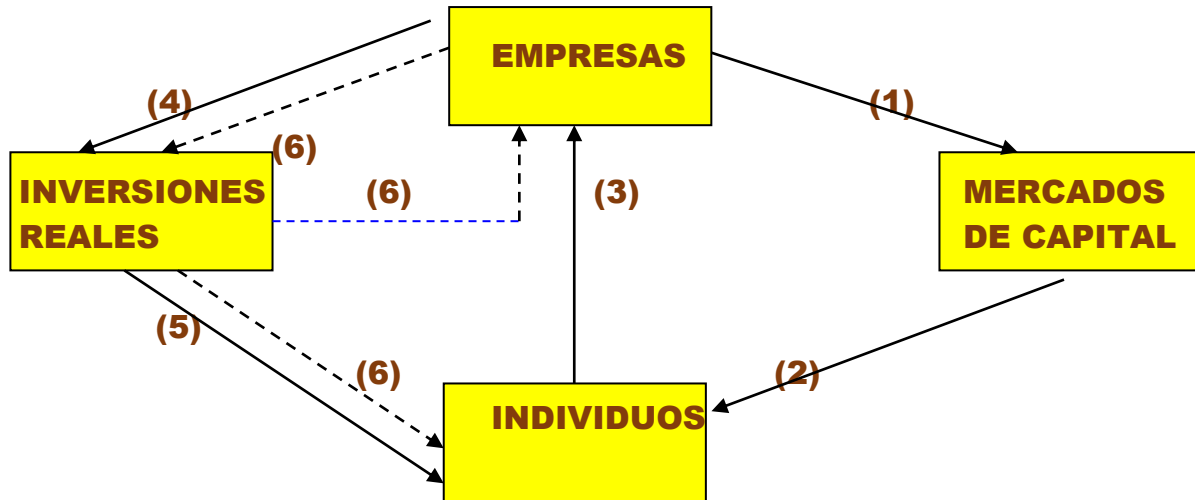 EMPRESAS
(4)
(1)
(6)
INVERSIONES
REALES
(6)
(3)
MERCADOS
DE CAPITAL
(5)
(6)
(2)
INDIVIDUOS